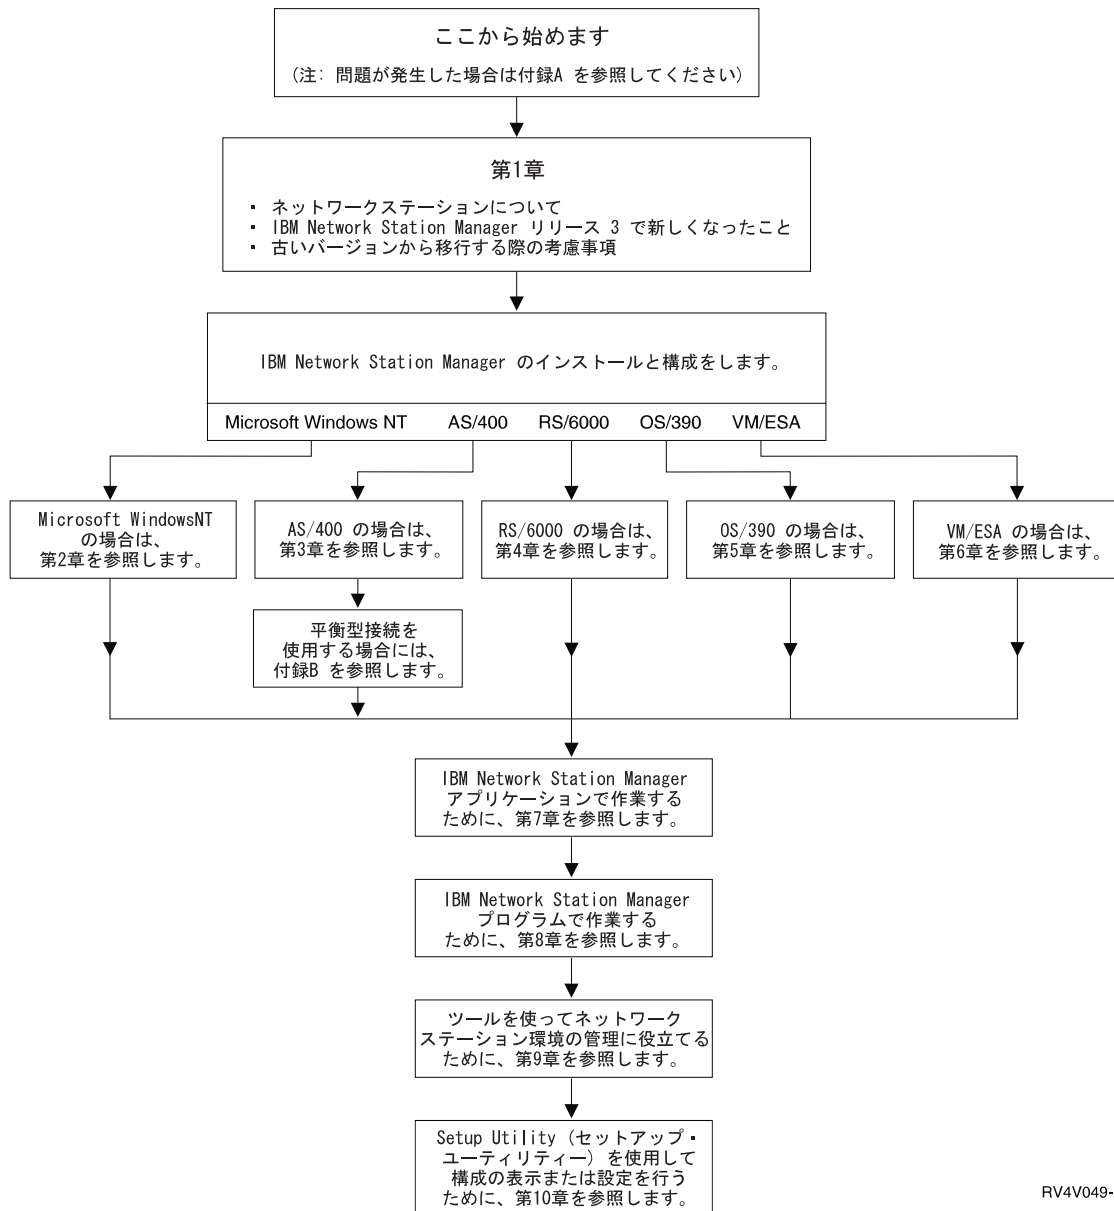 ここから始めます
(注: 問題が発生した場合は付録A を参照してください)
第1章
・ ネットワークステーションについて
・ IBM Network Station Manager リリース 3 で新しくなったこと
・ 古いバージョンから移行する際の考慮事項
IBM Network Station Manager のインストールと構成をします。
Microsoft Windows NT AS/400 RS/6000 OS/390 VM/ESA
Microsoft WindowsNT
の場合は、
第2章を参照します。
AS/400 の場合は、
第3章を参照します。
RS/6000 の場合は、
第4章を参照します。
OS/390 の場合は、
第5章を参照します。
VM/ESA の場合は、
第6章を参照します。
平衡型接続を
使用する場合には、
付録B を参照します。
IBM Network Station Manager
アプリケーションで作業する
ために、第7章を参照します。
IBM Network Station Manager
プログラムで作業する
ために、第8章を参照します。
ツールを使ってネットワーク
ステーション環境の管理に役立てる
ために、第9章を参照します。
Setup Utility (セットアップ・
ユーティリティー) を使用して
構成の表示または設定を行う
ために、第10章を参照します。
RV4V049-